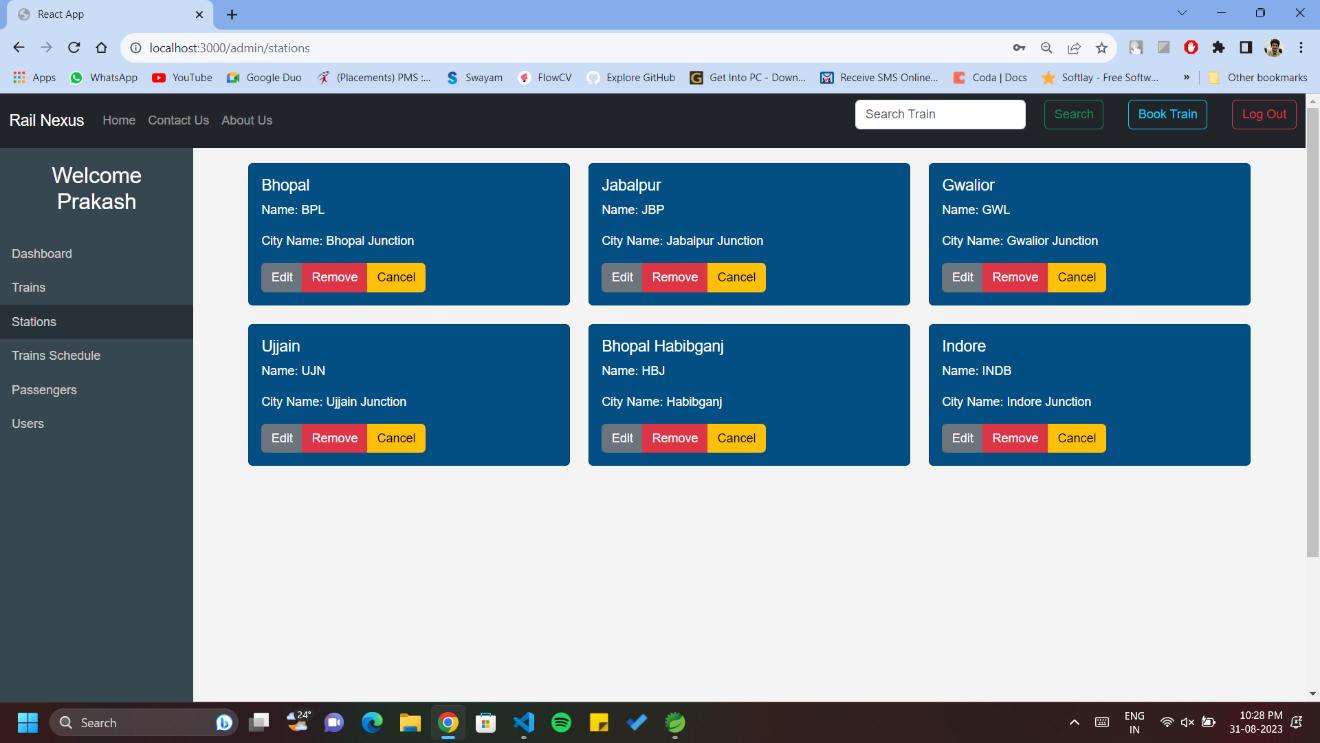 React App
localhost:3000/admin/stations
Apps WhatsApp YouTube Google Duo (Placements) PMS :... Swayam FlowCV Explore GitHub Get Into PC - Down... Receive SMS Online... Coda | Docs Softlay - Free Softw... » Other bookmarks
Rail Nexus Home Contact Us About Us Search Train Search Book Train Log Out
Welcome
Prakash
Dashboard
Trains
Stations
Trains Schedule
Passengers
Users
Bhopal
Name: BPL
City Name: Bhopal Junction
Edit Remove Cancel
Jabalpur
Name: JBP
City Name: Jabalpur Junction
Edit Remove Cancel
Gwalior
Name: GWL
City Name: Gwalior Junction
Edit Remove Cancel
Ujjain
Name: UJN
City Name: Ujjain Junction
Edit Remove Cancel
Bhopal Habibganj
Name: HBJ
City Name: Habibganj
Edit Remove Cancel
Indore
Name: INDB
City Name: Indore Junction
Edit Remove Cancel
Search
24°
ENG
IN
10:28 PM
31-08-2023